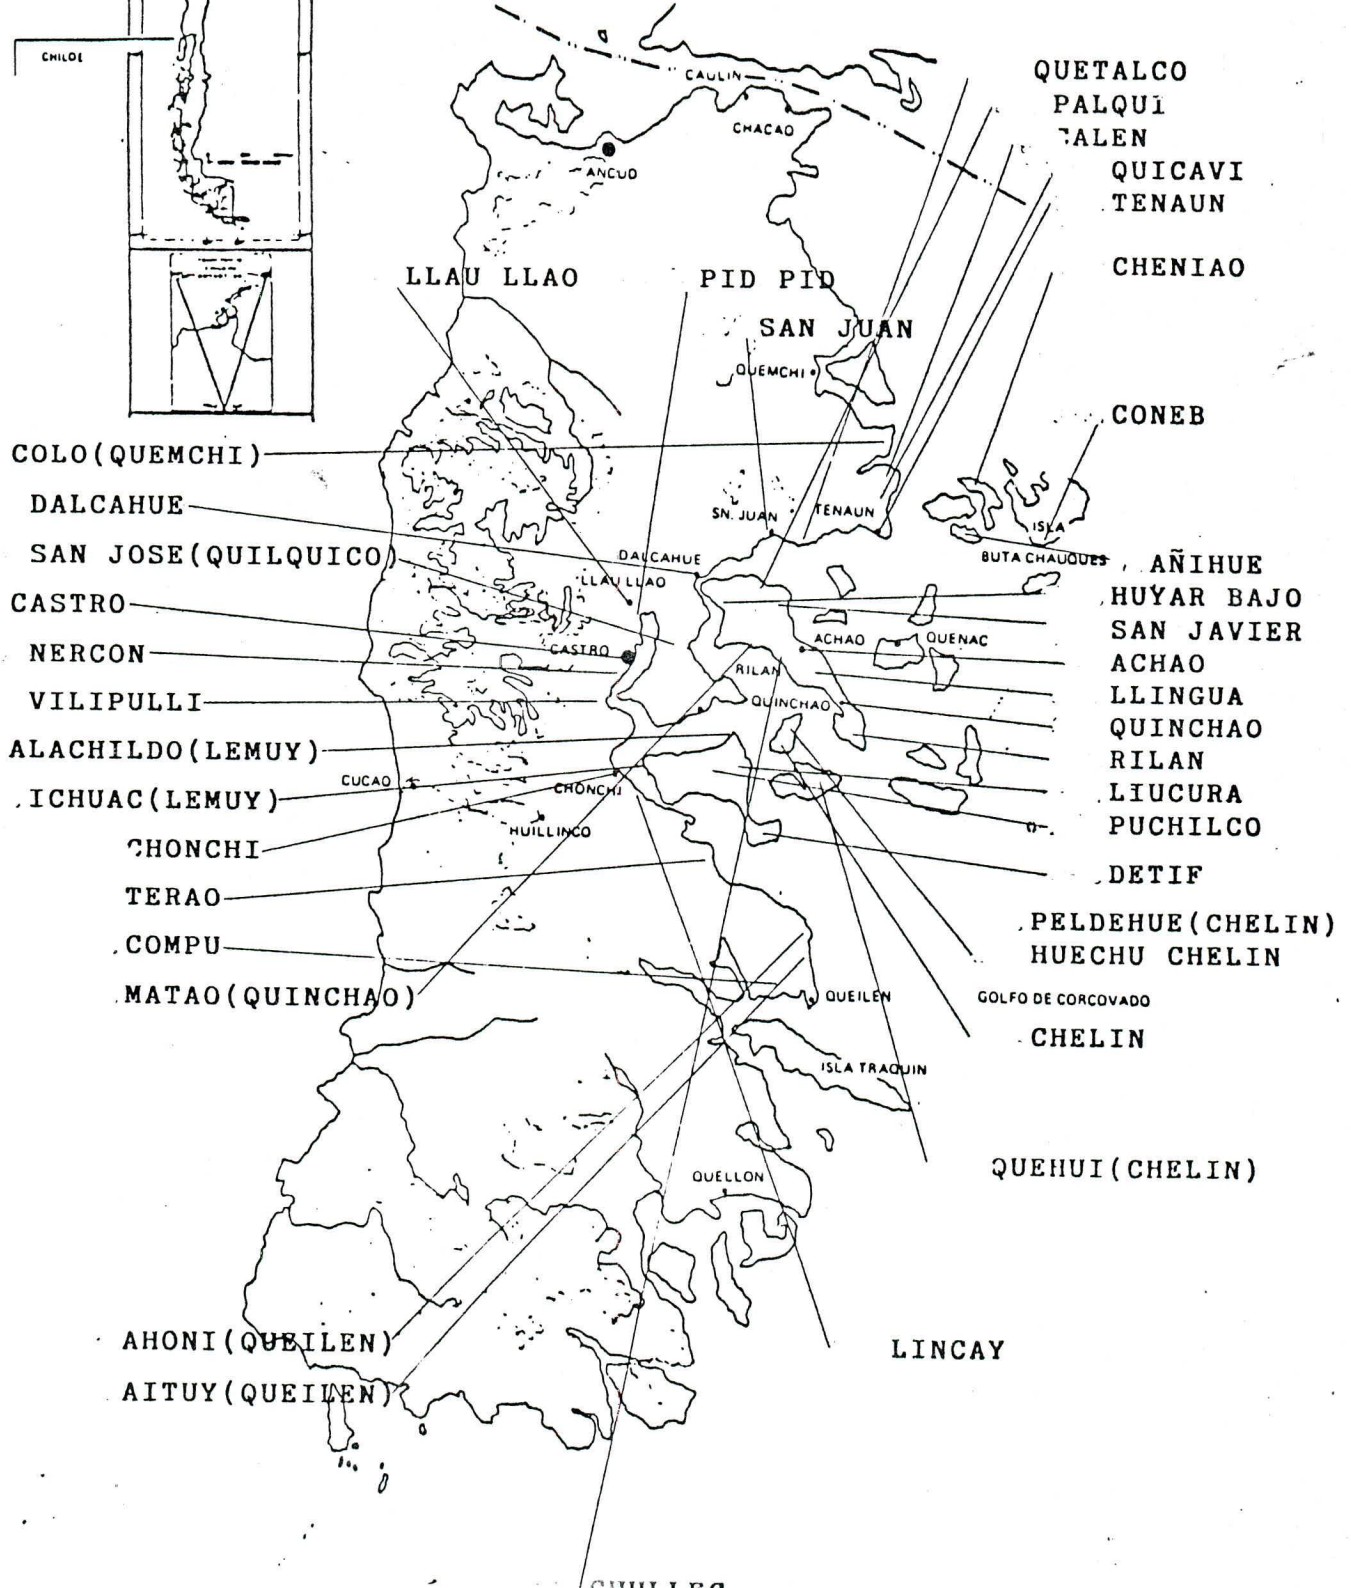 CHILOE
CAULIN
CHACAO
ANCUD
QUETALCO
PALQUI
QUICAVI
TENAUN
LLAU LLAO
PID PID
CHENIAO
SAN JUAN
QUEMCHI
CONEB
COLO(QUEMCHI)
DALCAHUE
SN. JUAN
TENAUN
ISLA
BUTA CHAUQUES
SAN JOSE(QUILQUICO)
DALCAHUE
LLAU LLAO
AÑIHUE
HUYAR BAJO
CASTRO
SAN JAVIER
ACHAO
QUENAC
NERCON
CASTRO
RILAN
ACHAO
VILIPULLI
QUINCHAO
LLINGUA
QUINCHAO
ALACHILDO(LEMUY)
RILAN
CUCAO
CHONCHI
ICHUAC(LEMUY)
LIUCURA
HUILLINCO
PUCHILCO
CHONCHI
DETIF
TERAO
PELDEHUE(CHELIN)
COMPU
HUECHU CHELIN
MATAO(QUINCHAO)
QUEILEN
GOLFO DE CORCOVADO
CHELIN
ISLA TRAQUIN
QUEHUI(CHELIN)
QUELLON
AHONI(QUEILEN)
LINCAY
AITUY(QUEILEN)